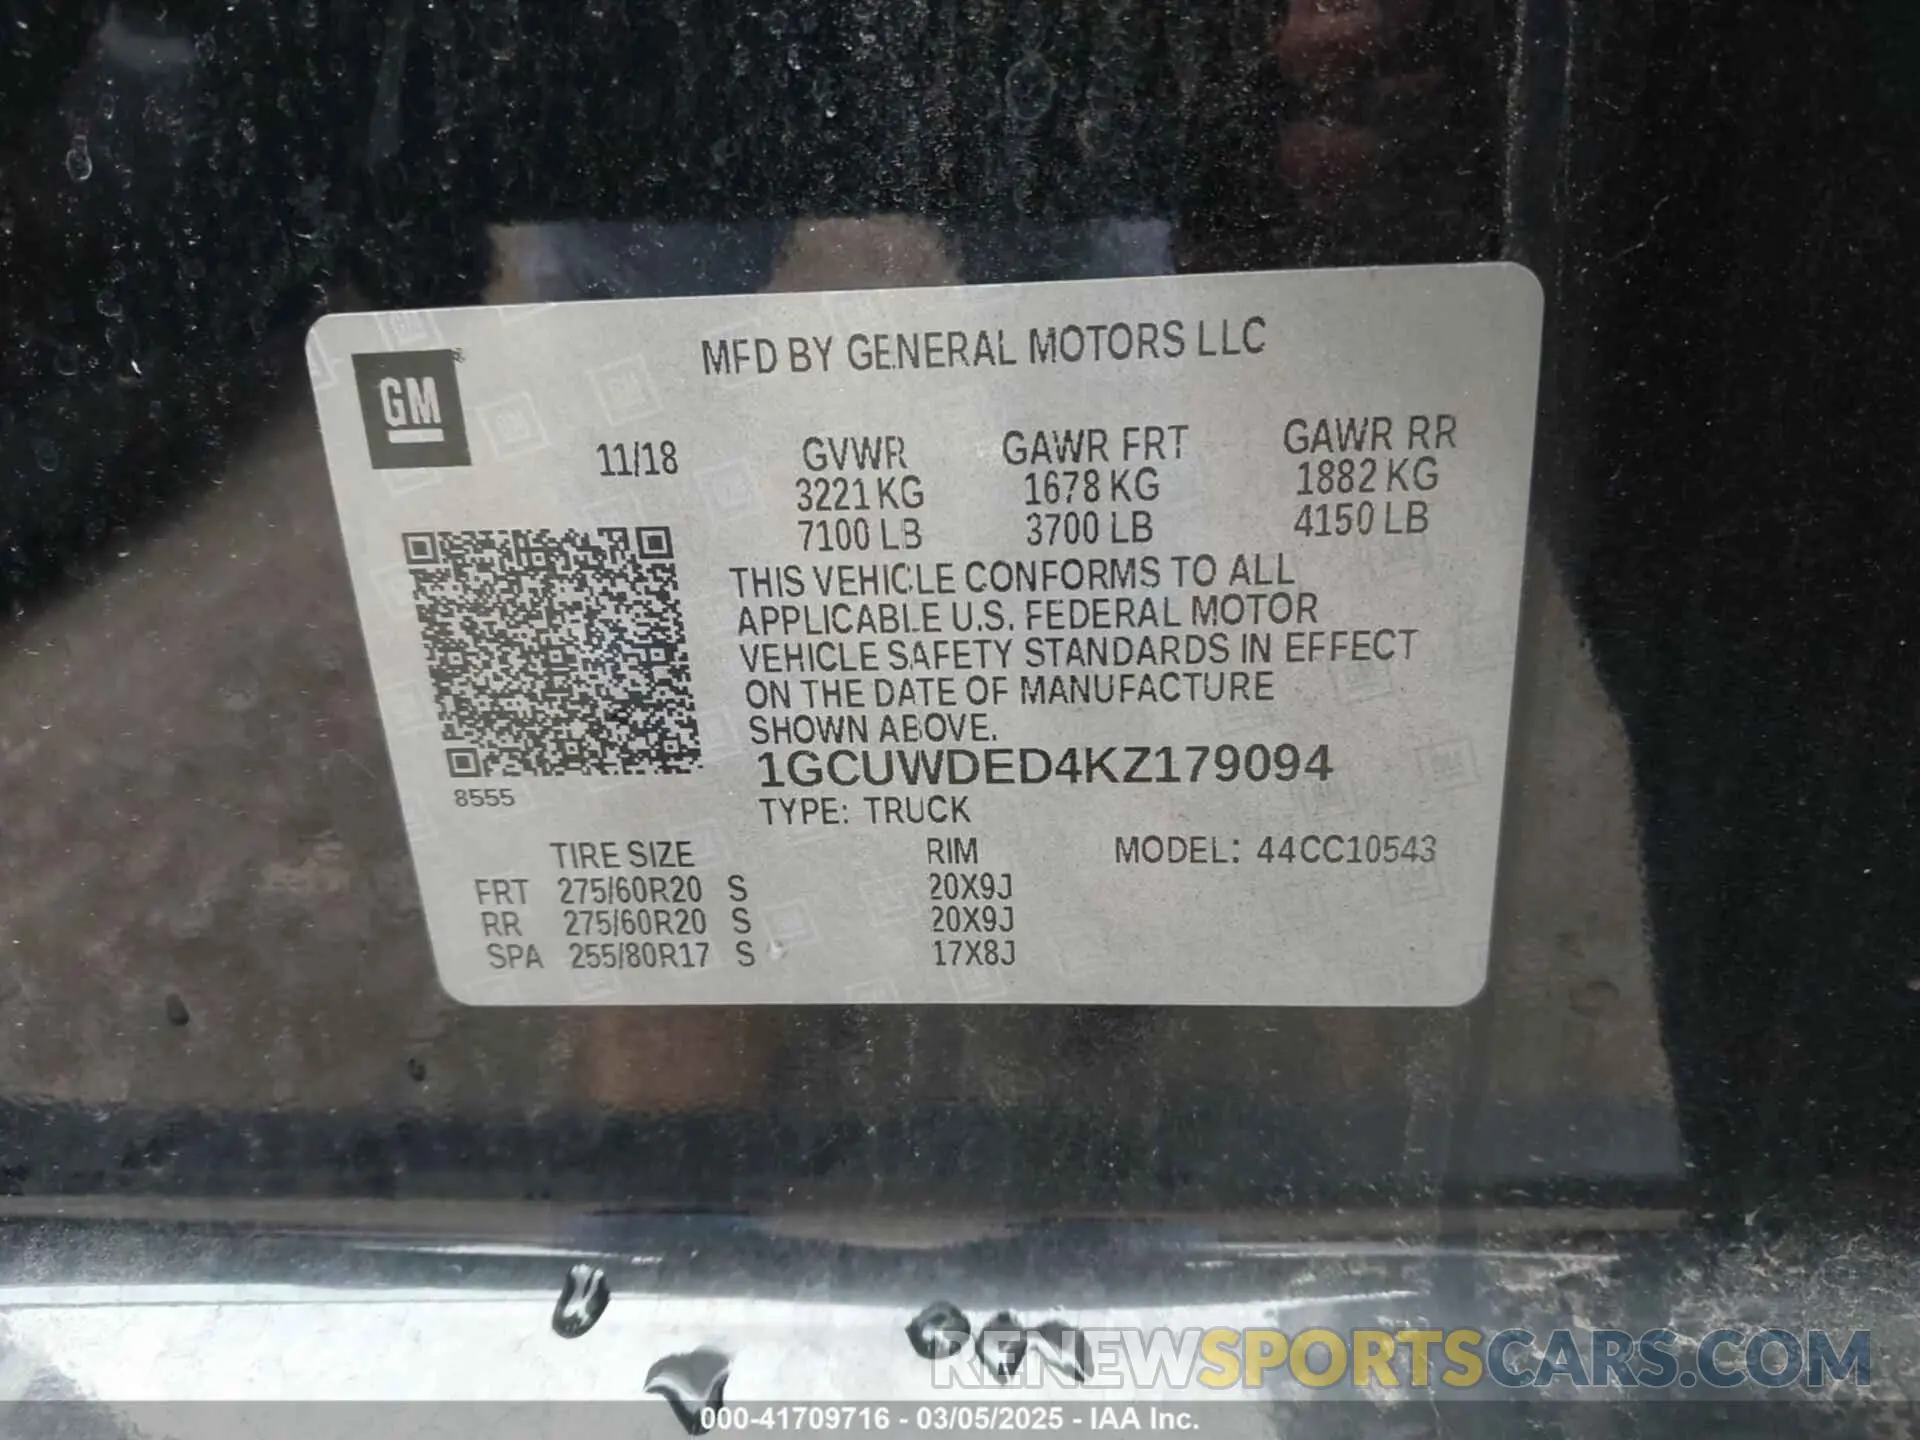 MFD BY GENERAL MOTORS LLC
GM ®
11/18 GVWR GAWR FRT GAWR RR
3221 KG 1678 KG 1882 KG
7100 LB 3700 LB 4150 LB
THIS VEHICLE CONFORMS TO ALL
APPLICABLE U.S. FEDERAL MOTOR
VEHICLE SAFETY STANDARDS IN EFFECT
ON THE DATE OF MANUFACTURE
SHOWN ABOVE.
1GCUWDED4KZ179094
8555
TYPE: TRUCK
TIRE SIZE RIM MODEL: 44CC10543
FRT 275/60R20 S 20X9J
RR 275/60R20 S 20X9J
SPA 255/80R17 S 17X8J
RENEWSPORTSCARS.COM
000-41709716 - 03/05/2025 - IAA Inc.